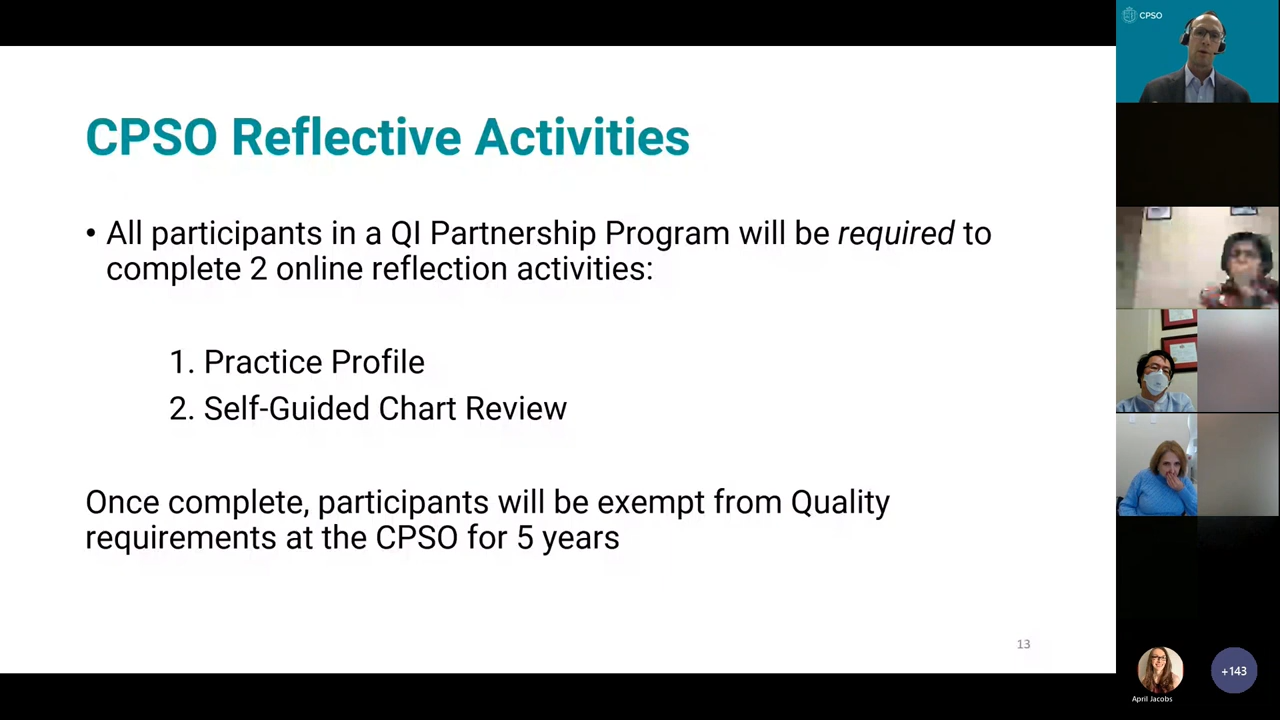 CPSO Reflective Activities
• All participants in a QI Partnership Program will be required to
complete 2 online reflection activities:
1. Practice Profile
2. Self-Guided Chart Review
Once complete, participants will be exempt from Quality
requirements at the CPSO for 5 years
13
CPSO
April Jacobs
+143